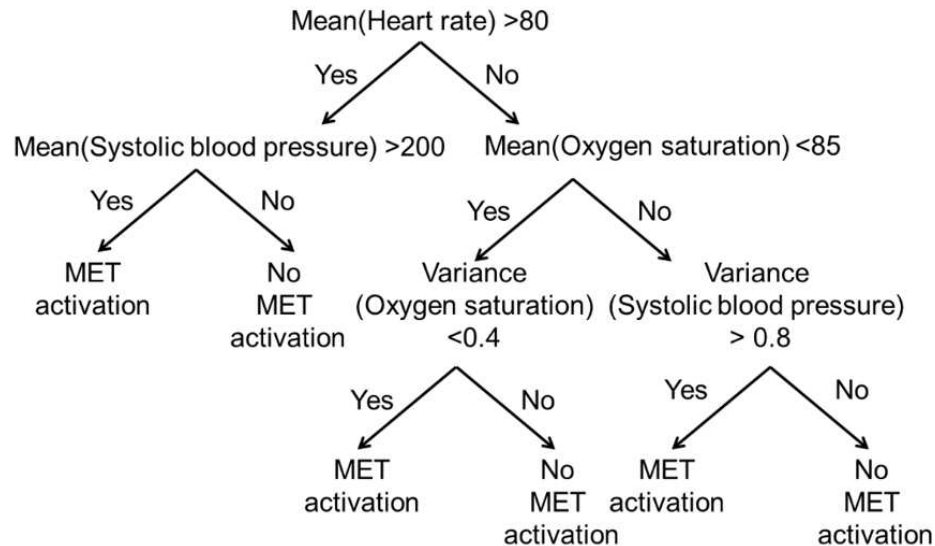 Mean(Heart rate) >80
Yes
No
Mean(Systolic blood pressure) >200
Mean(Oxygen saturation) <85
Yes
No
Yes
No
MET
activation
No
MET
activation
Variance
(Oxygen saturation)
<0.4
Variance
(Systolic blood pressure)
> 0.8
Yes
No
Yes
No
MET
activation
No
MET
activation
MET
activation
No
MET
activation